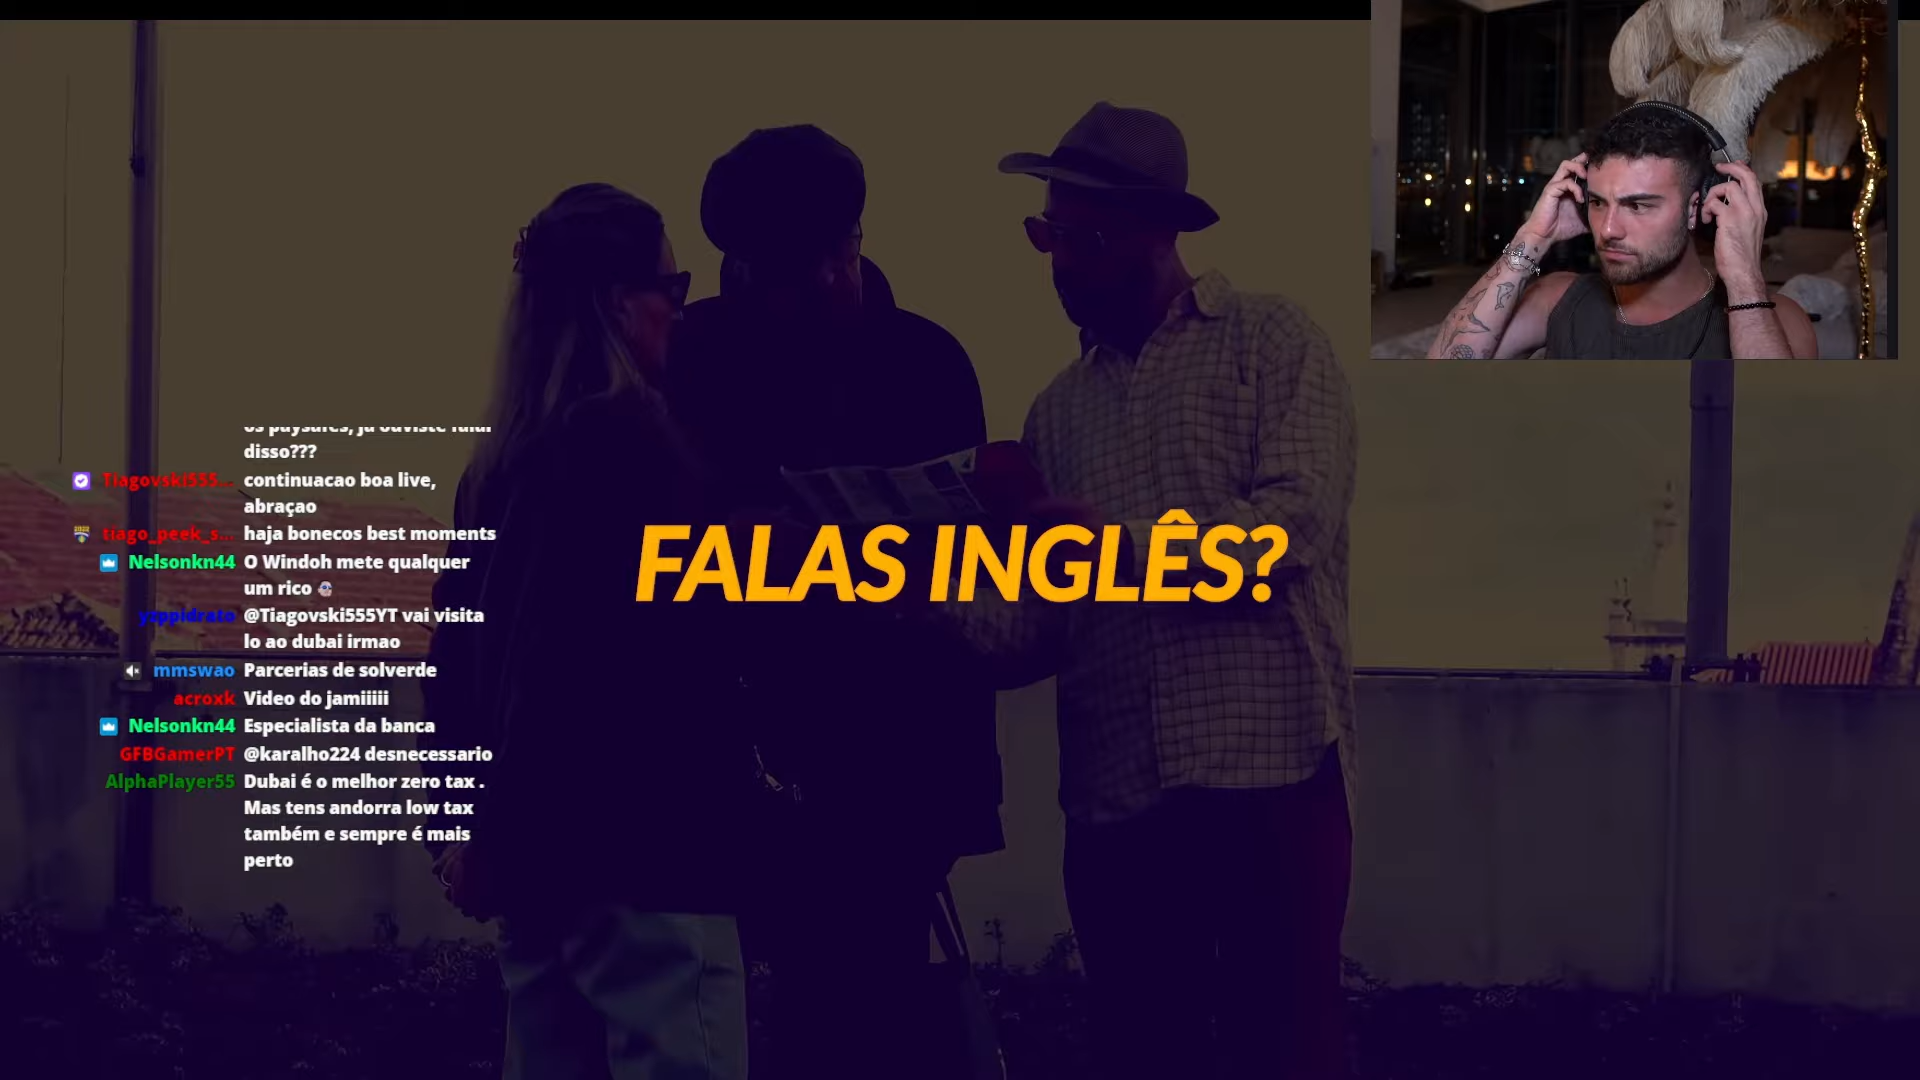 disso???
Tiagovski555... continuacao boa live,
abraçao
tiago_peek_s... haja bonecos best moments
Nelsonkn44 O Windoh mete qualquer
um rico
@Tiagovski555YT vai visita
lo ao dubai irmao
mmswao Parcerias de solverde
acroxk Video do jamiiiii
Nelsonkn44 Especialista da banca
GFBGamerPT @karalho224 desnecessario
AlphaPlayer55 Dubai é o melhor zero tax .
Mas tens andorra low tax
também e sempre é mais
perto
FALAS INGLÊS?